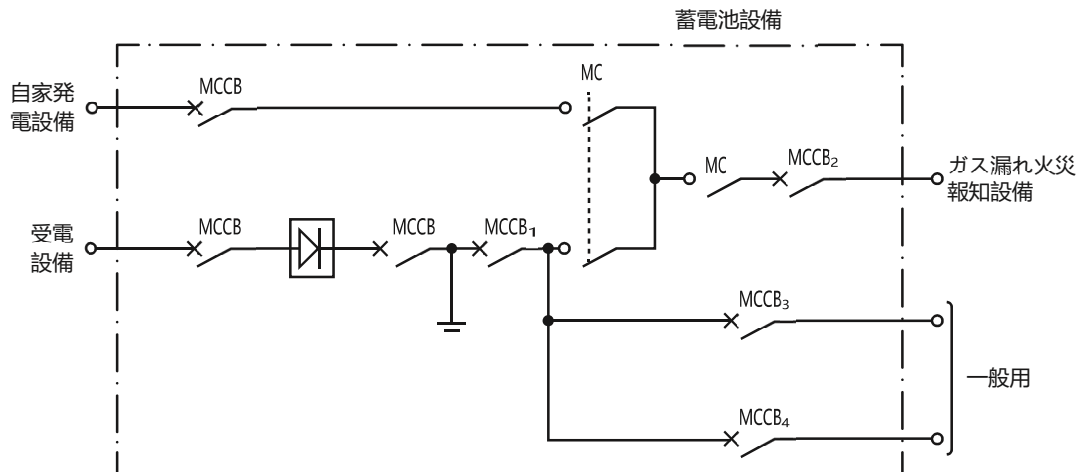 蓄電池設備
自家発
電設備
MCCB
MC
MC
MCCB2
ガス漏れ火災
報知設備
受電
設備
MCCB
MCCB
MCCB1
MCCB3
一般用
MCCB4